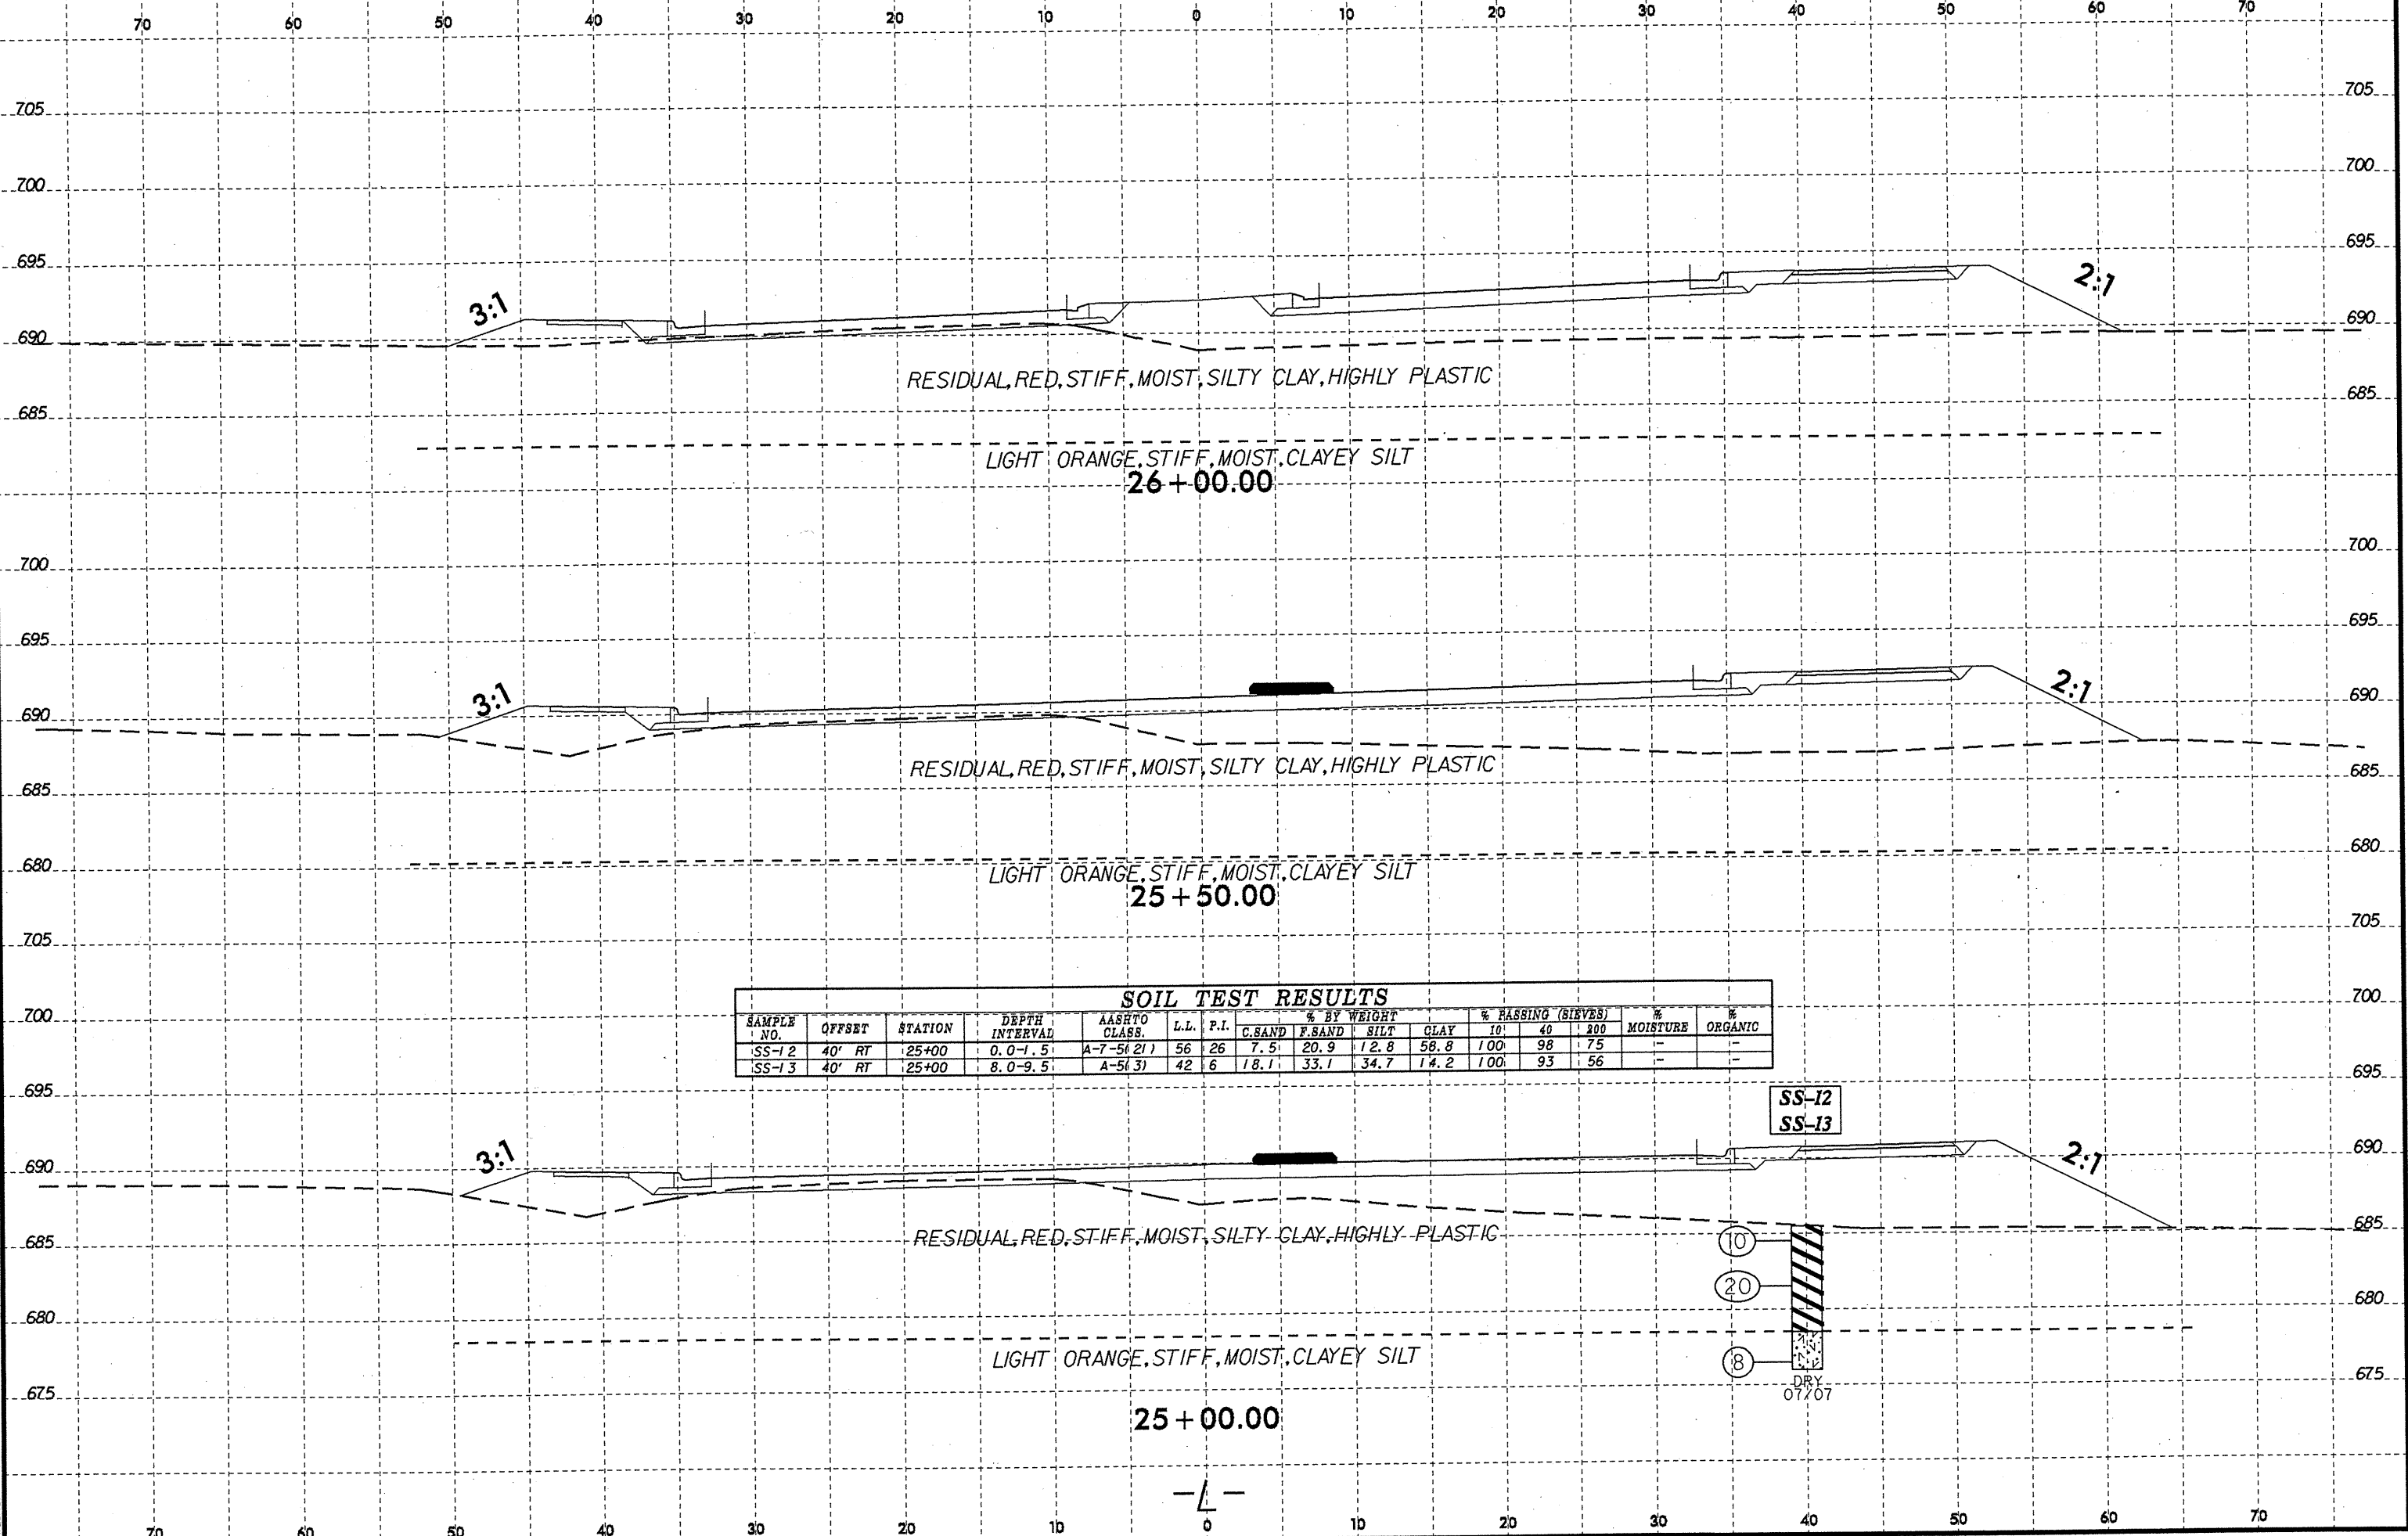 70 60 50 40 30 20 10 0 10 20 30 40 50 60 70
705 705
700 700
695 695
3:1 2:1
690 690
RESIDUAL, RED, STIFF, MOIST, SILTY CLAY, HIGHLY PLASTIC
685 685
LIGHT ORANGE, STIFF, MOIST, CLAYEY SILT
26+00.00
700 700
695 695
3:1 2:1
690 690
RESIDUAL, RED, STIFF, MOIST, SILTY CLAY, HIGHLY PLASTIC
685 685
680 680
LIGHT ORANGE, STIFF, MOIST, CLAYEY SILT
25+50.00
705 705
SOIL TEST RESULTS
700 700
SAMPLE NO. OFFSET STATION DEPTH INTERVAL AASHTO CLASS. L.L. P.I. % BY WEIGHT C.SAND F.SAND SILT CLAY % PASSING (SIEVES) 10 40 200 % MOISTURE % ORGANIC
SS-12 40' RT 25+00 0.0-1.5 A-7-5(21) 56 26 7.5 20.9 12.8 58.8 100 98 75 - -
SS-13 40' RT 25+00 8.0-9.5 A-5(3) 42 6 18.1 33.1 34.7 14.2 100 93 56 - -
695 695
SS-12
SS-13
3:1 2:1
690 690
RESIDUAL, RED, STIFF, MOIST, SILTY CLAY, HIGHLY PLASTIC
685 10 685
20
680 680
LIGHT ORANGE, STIFF, MOIST, CLAYEY SILT
8
675 675
DRY
07/07
25+00.00
-L-
70 60 50 40 30 20 10 0 10 20 30 40 50 60 70